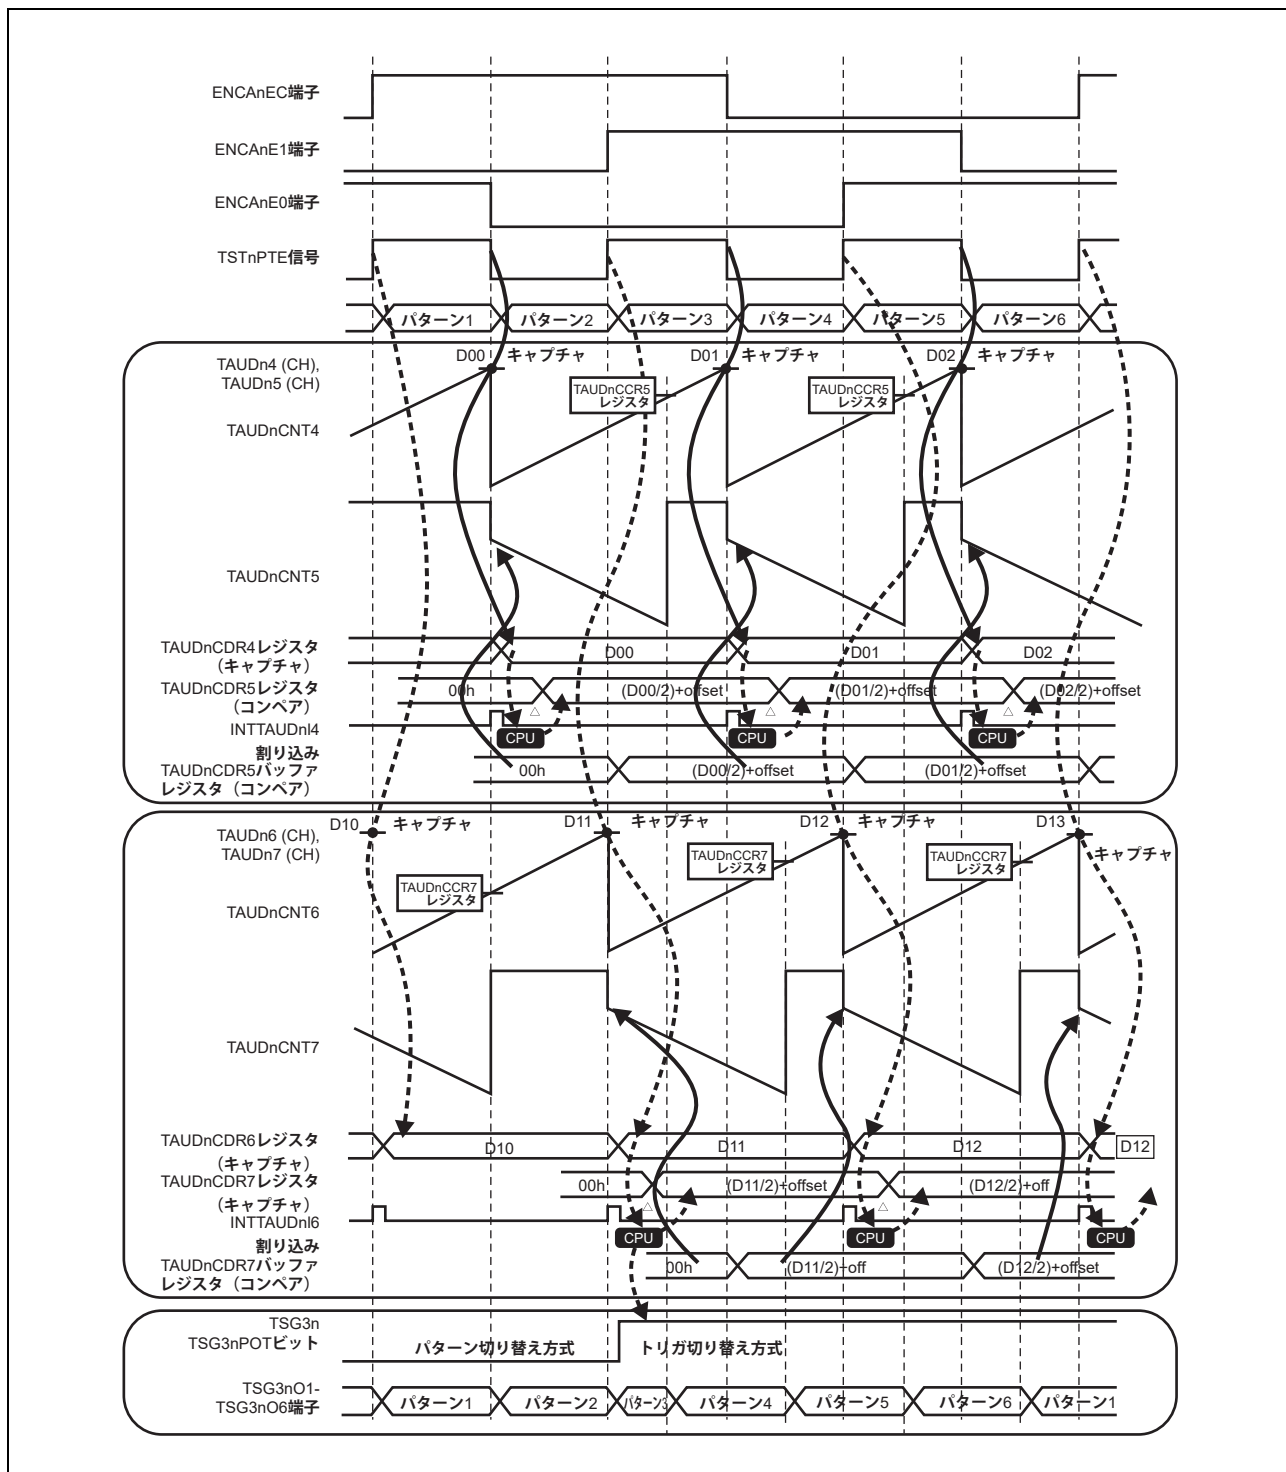 ENCAnEC端子
ENCAnE1端子
ENCAnE0端子
TSTnPTE信号
パターン1 パターン2 パターン3 パターン4 パターン5 パターン6
TAUDn4 (CH),
TAUDn5 (CH)
D00 キャプチャ D01 キャプチャ D02 キャプチャ
TAUDnCCR5
レジスタ
TAUDnCCR5
レジスタ
TAUDnCNT4
TAUDnCNT5
TAUDnCDR4レジスタ
(キャプチャ)
D00 D01 D02
TAUDnCDR5レジスタ
(コンペア)
00h (D00/2)+offset (D01/2)+offset (D02/2)+offset
INTTAUDnI4
割り込み
CPU CPU CPU
TAUDnCDR5バッファ
レジスタ（コンペア）
00h (D00/2)+offset (D01/2)+offset
TAUDn6 (CH),
TAUDn7 (CH)
D10 キャプチャ D11 キャプチャ D12 キャプチャ D13 キャプチャ
TAUDnCCR7
レジスタ
TAUDnCCR7
レジスタ
TAUDnCCR7
レジスタ
TAUDnCNT6
TAUDnCNT7
TAUDnCDR6レジスタ
(キャプチャ)
D10 D11 D12 D12
TAUDnCDR7レジスタ
(キャプチャ)
00h (D11/2)+offset (D12/2)+off
INTTAUDnI6
割り込み
CPU CPU CPU
TAUDnCDR7バッファ
レジスタ（コンペア）
00h (D11/2)+off (D12/2)+offset
TSG3n
TSG3nPOTビット
パターン切り替え方式 トリガ切り替え方式
TSG3nO1-
TSG3nO6端子
パターン1 パターン2 パターン3 パターン4 パターン5 パターン6 パターン1